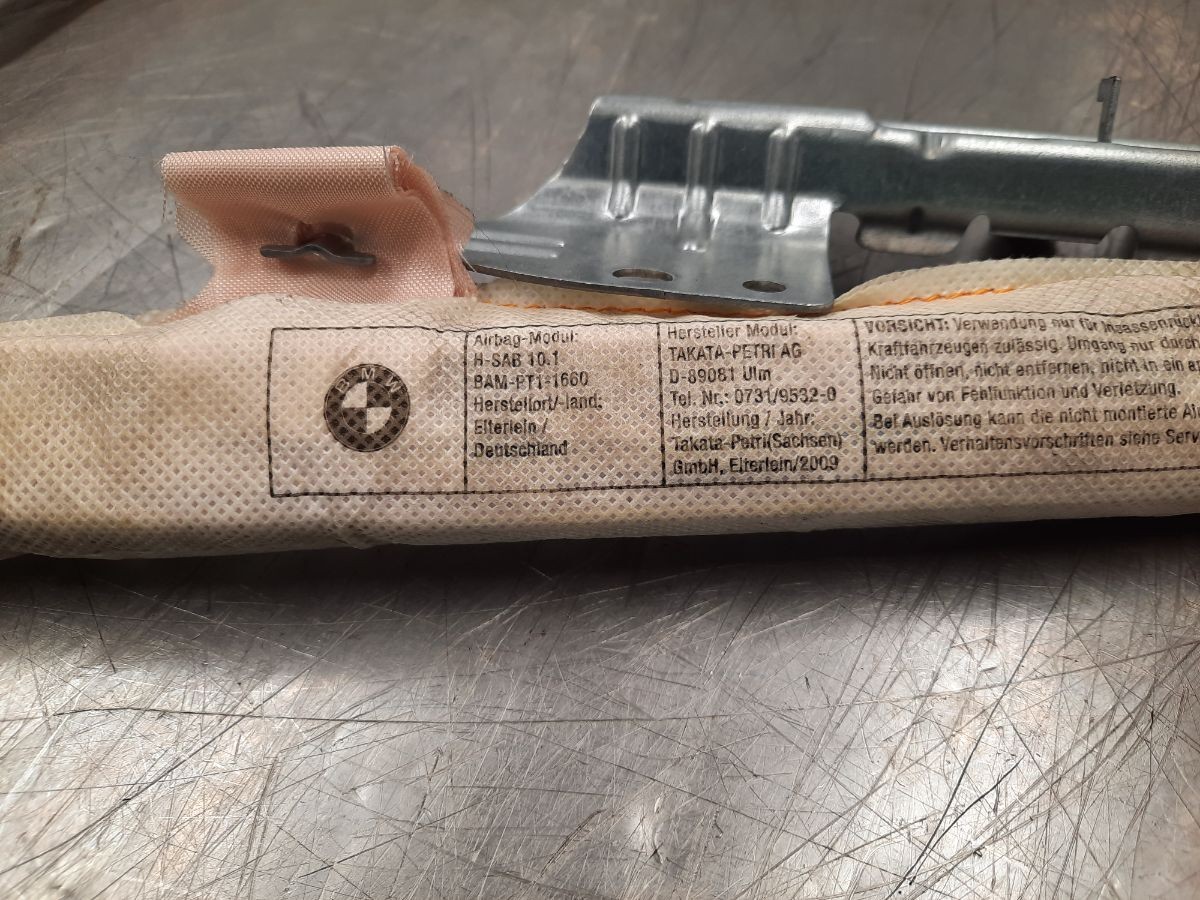 BMW
Airbag-Modul:
H-SAB 10.1
BAM-PT1-1660
Herstellort/-land:
Elterlein /
Deutschland
Hersteller Modul:
TAKATA-PETRI AG
D-89081 Ulm
Tel. Nr.: 0731/9532-0
Herstellung / Jahr:
Takata-Petri(Sachsen)
GmbH, Elterlein/2009
VORSICHT: Verwendung nur für
Kraftfahrzeugen zulässig. Umgang nur durch
Nicht öffnen, nicht entfernen, nicht in ein
Gefahr von Fehlfunktion und Verletzung.
Bei Auslösung kann die nicht montierte
werden. Verhaltensvorschriften siehe